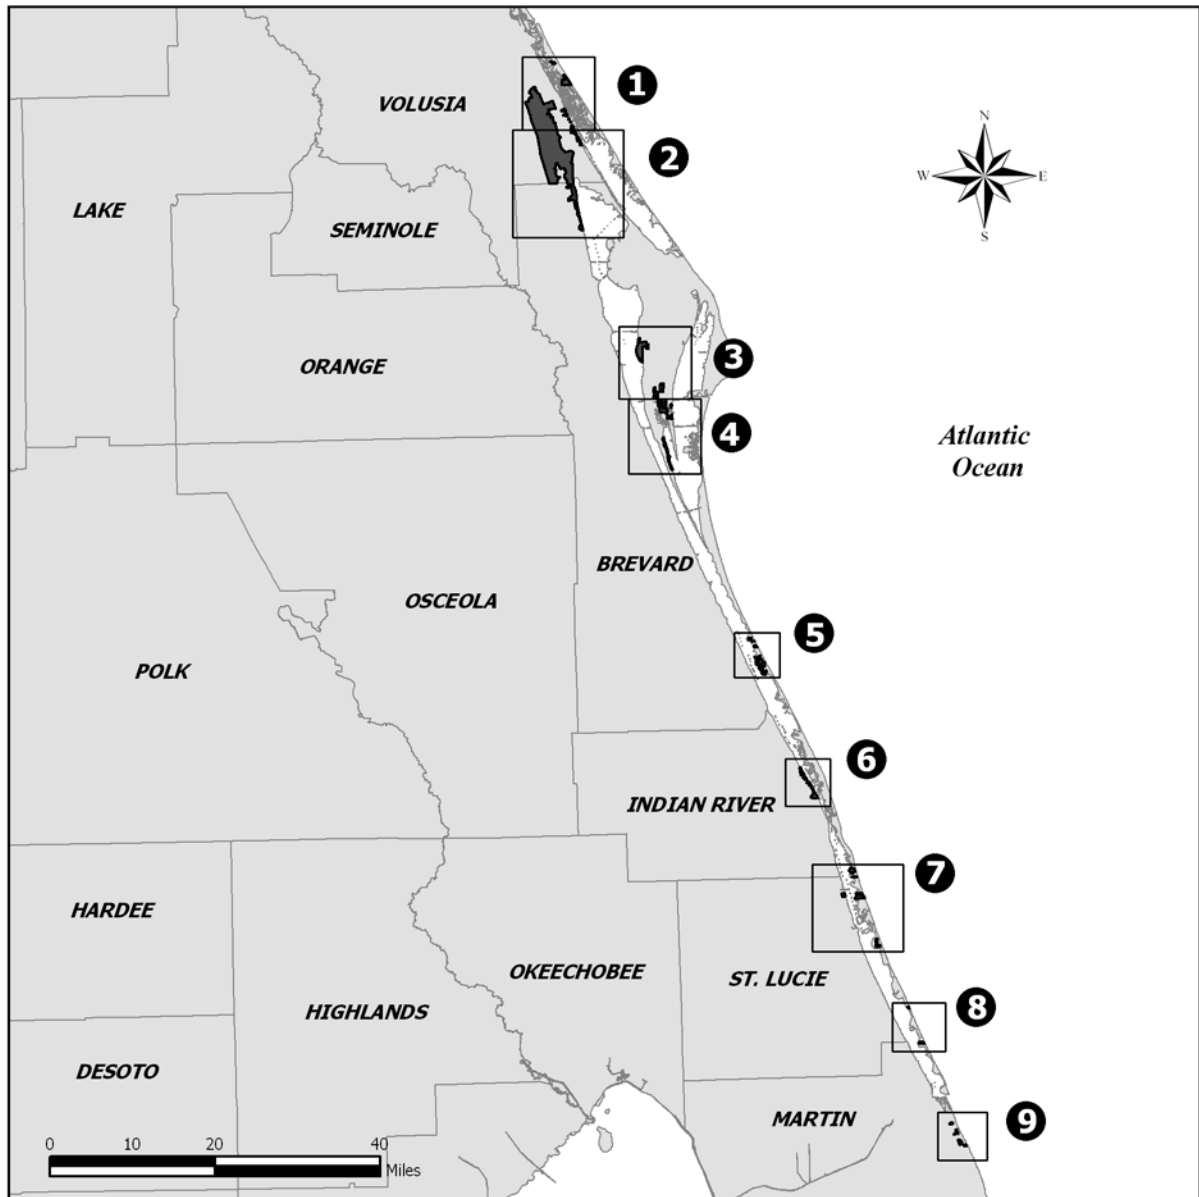 1
VOLUSIA
N
2
W E
LAKE
SEMINOLE
S
3
ORANGE
4
Atlantic
Ocean
BREVARD
OSCEOLA
5
POLK
6
INDIAN RIVER
7
HARDEE
OKEECHOBEE
ST. LUCIE
HIGHLANDS
8
DESOTO
MARTIN
9
0 10 20 40
Miles